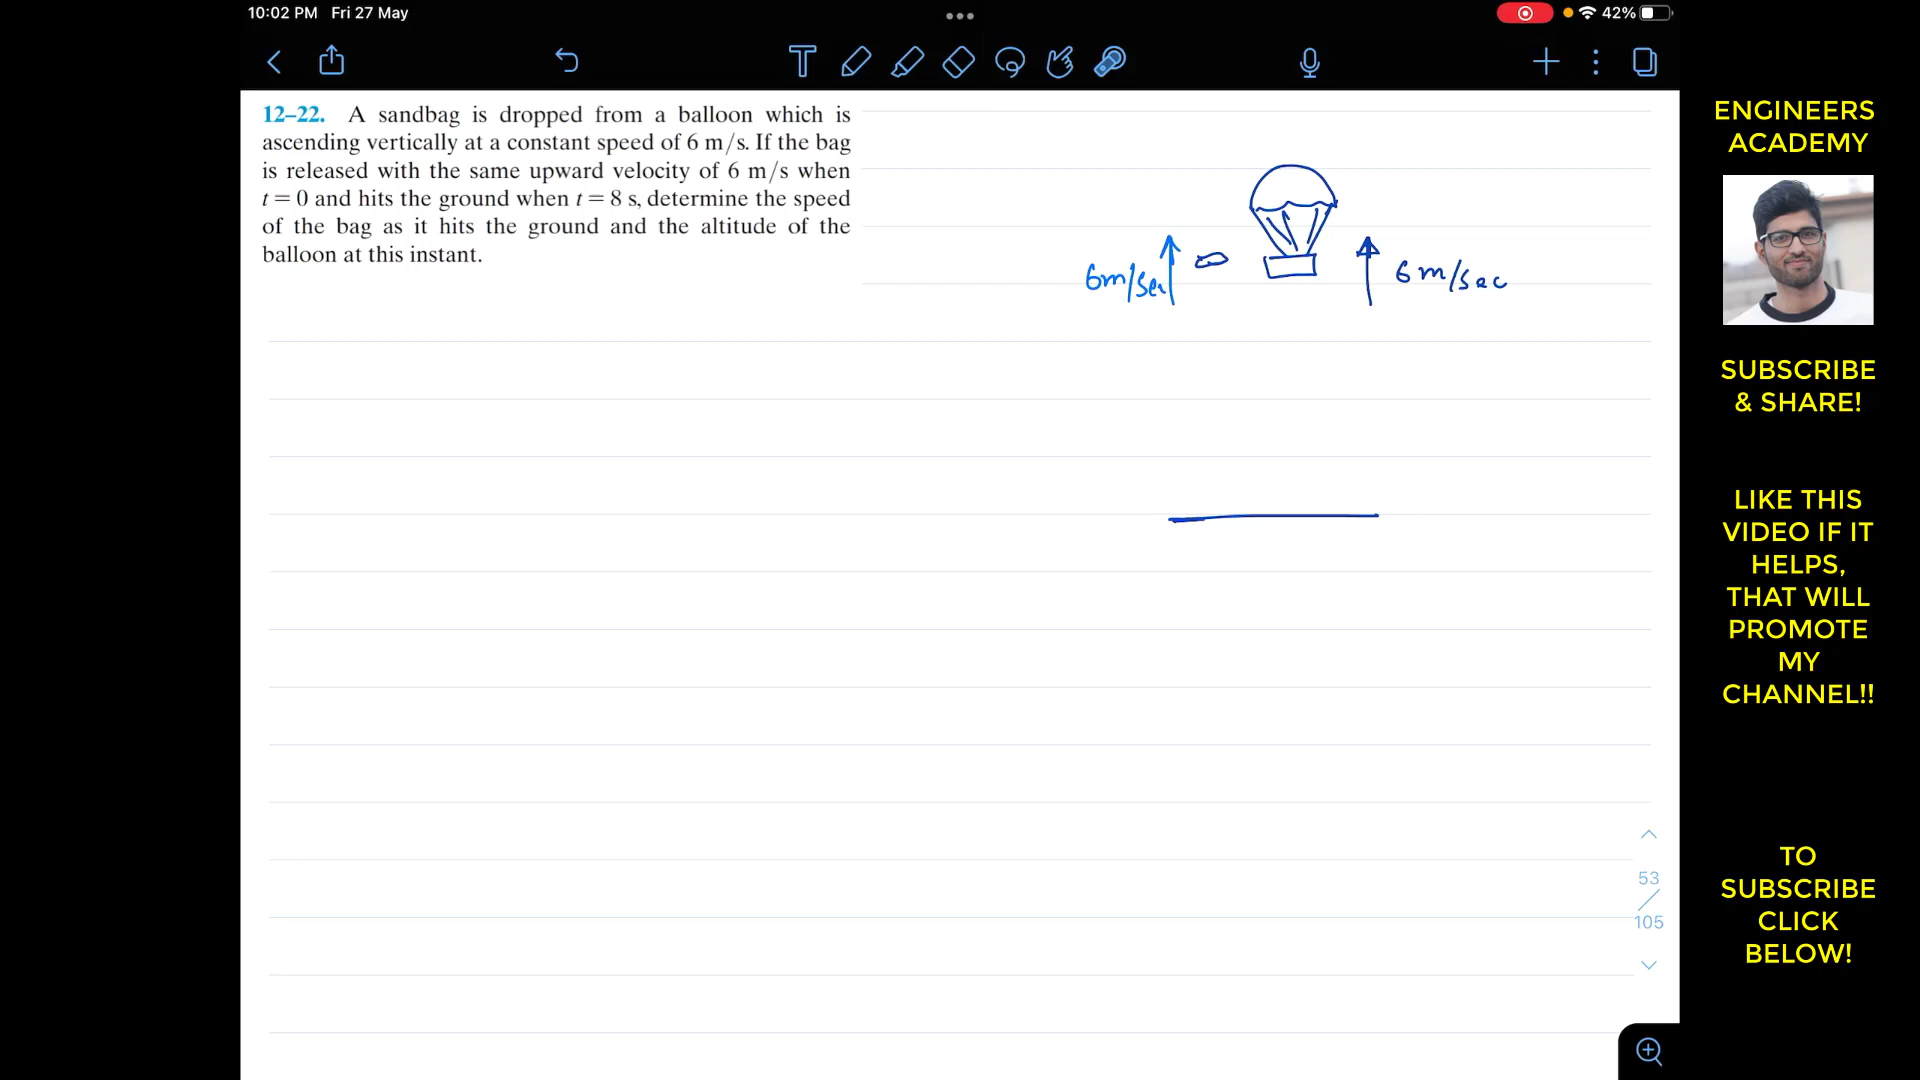 10:02 PM Fri 27 May
42%
12–22. A sandbag is dropped from a balloon which is
ascending vertically at a constant speed of 6 m/s. If the bag
is released with the same upward velocity of 6 m/s when
t = 0 and hits the ground when t = 8 s, determine the speed
of the bag as it hits the ground and the altitude of the
balloon at this instant.
6m/sec
6 m/sec
53
105
ENGINEERS
ACADEMY
SUBSCRIBE
& SHARE!
LIKE THIS
VIDEO IF IT
HELPS,
THAT WILL
PROMOTE
MY
CHANNEL!!
TO
SUBSCRIBE
CLICK
BELOW!